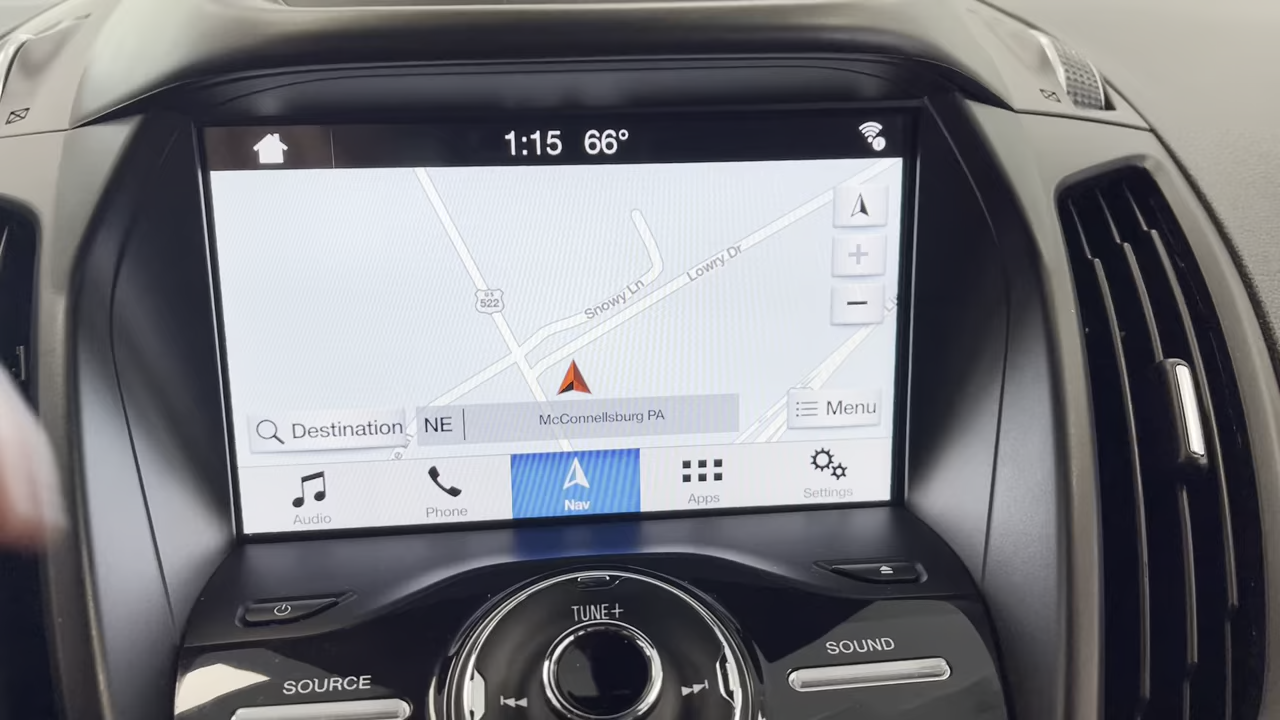 1:15 66°
U S
522
Lowry Dr
Snowy Ln
NE
McConnellsburg PA
Destination
Menu
Audio
Phone
Nav
Apps
Settings
TUNE+
SOURCE
SOUND